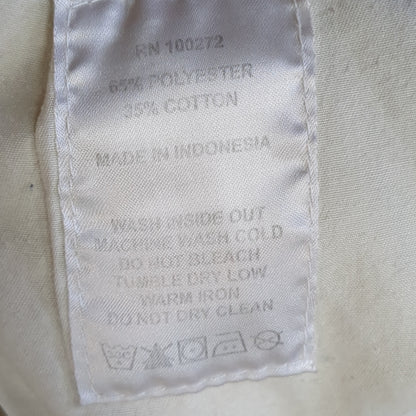 RN 100272
65% POLYESTER
35% COTTON
MADE IN INDONESIA
WASH INSIDE OUT
MACHINE WASH COLD
DO NOT BLEACH
TUMBLE DRY LOW
WARM IRON
DO NOT DRY CLEAN